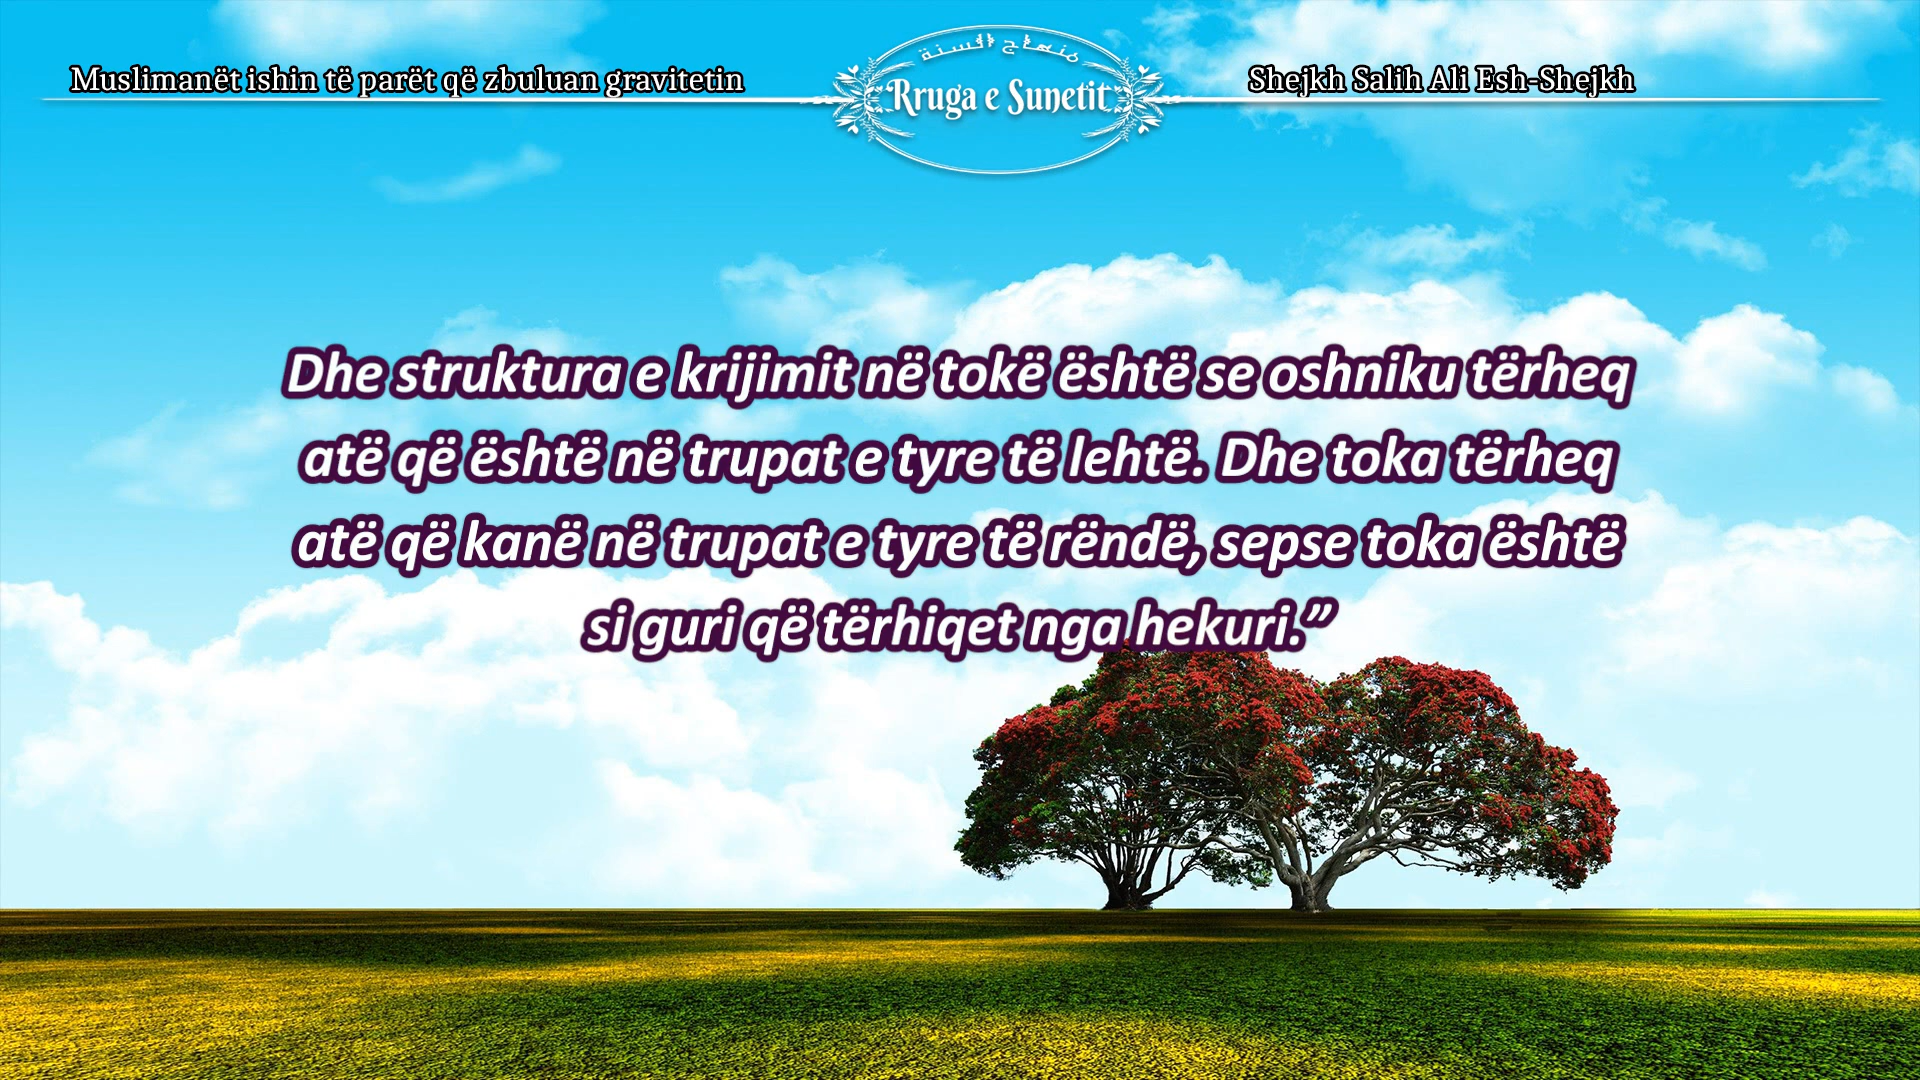 Muslimanët ishin të parët që zbuluan gravitetin
منهاج السنة
Rruga e Sunetit
Shejkh Salih Ali Esh-Shejkh
Dhe struktura e krijimit në tokë është se oshniku tërheq
atë që është në trupat e tyre të lehtë. Dhe toka tërheq
atë që kanë në trupat e tyre të rëndë, sepse toka është
si guri që tërhiqet nga hekuri.”